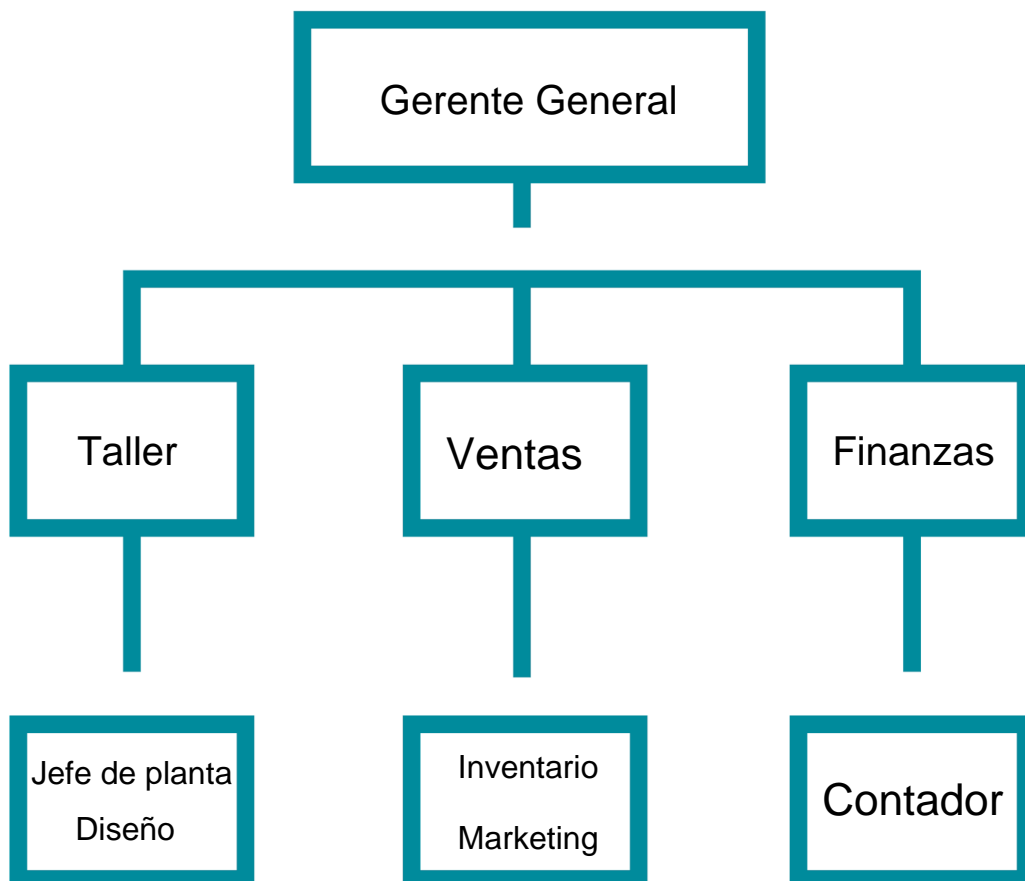 Gerente General
Taller
Ventas
Finanzas
Jefe de planta
Diseño
Inventario
Marketing
Contador